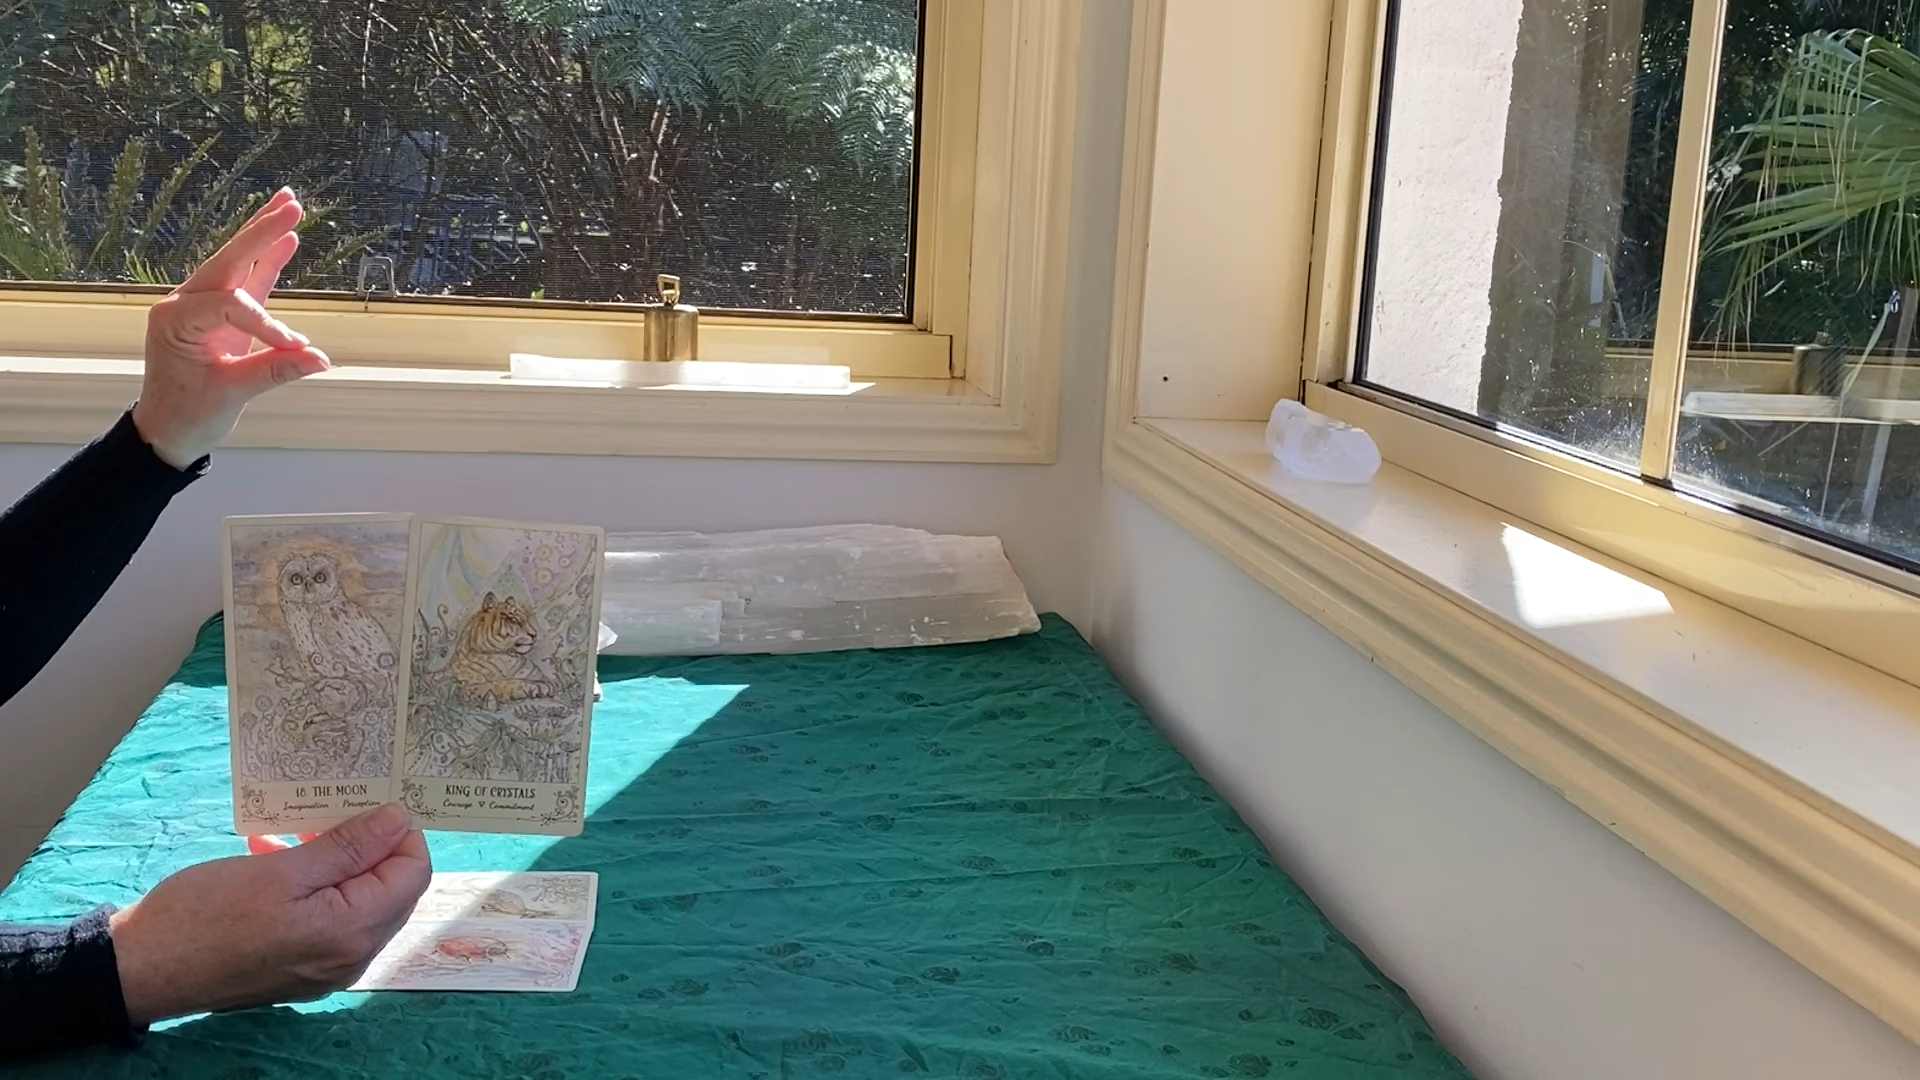 18 THE MOON
Imagination Perception
KING OF CRYSTALS
Courage ♡ Commitment